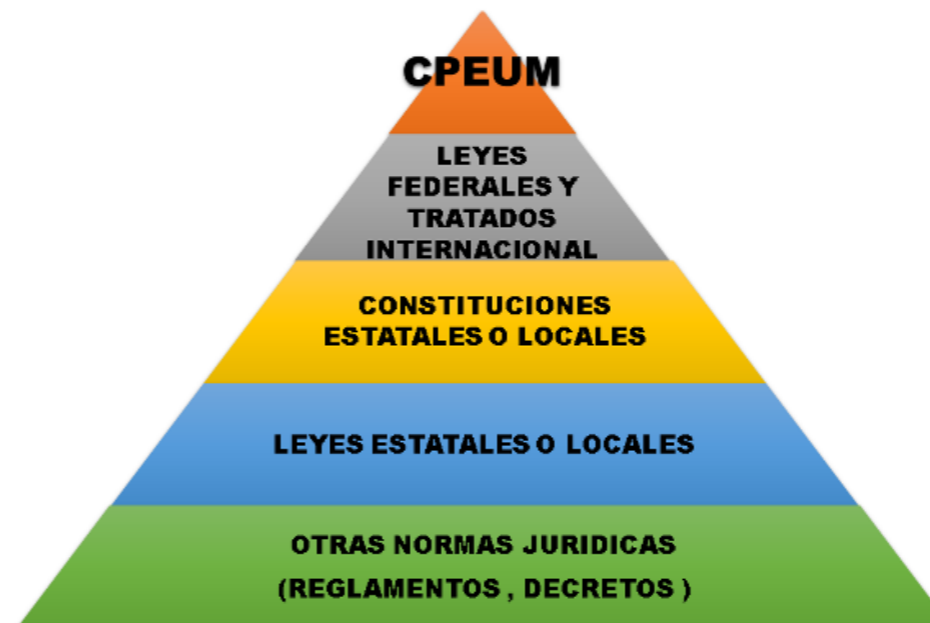 CPEUM
LEYES
FEDERALES Y
TRATADOS
INTERNACIONAL
CONSTITUCIONES
ESTATALES O LOCALES
LEYES ESTATALES O LOCALES
OTRAS NORMAS JURIDICAS
(REGLAMENTOS , DECRETOS )